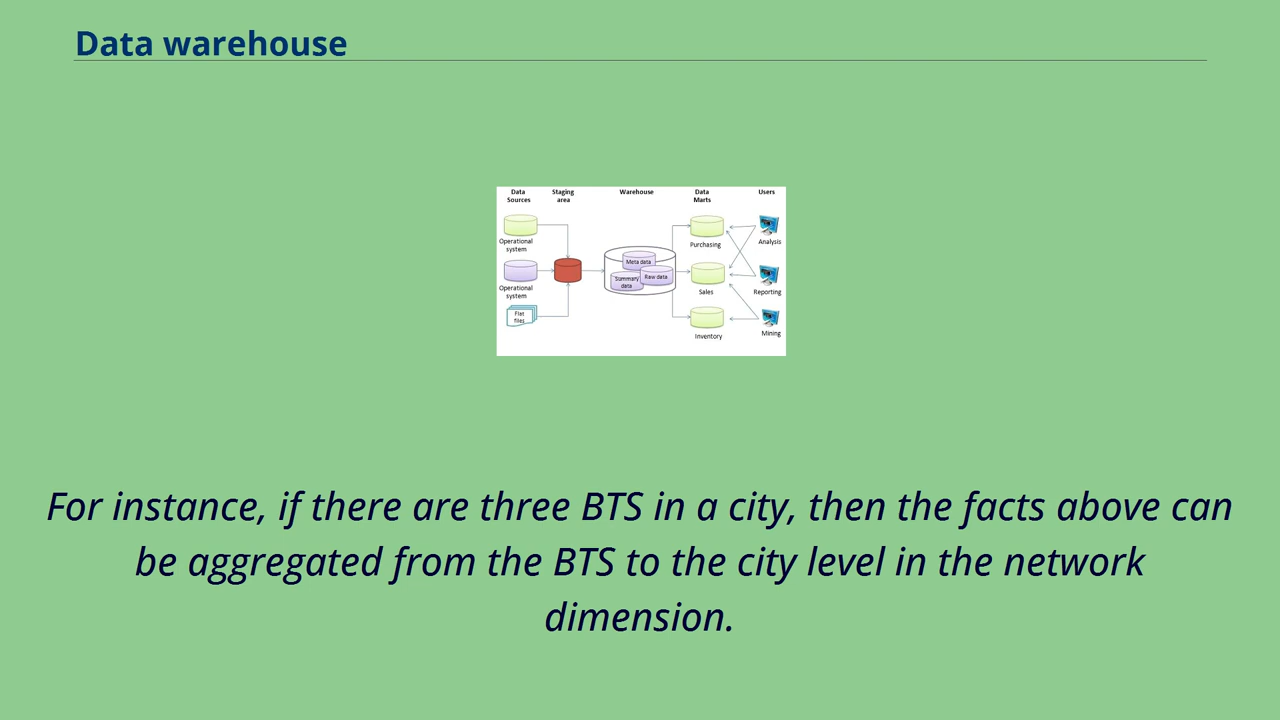 Data warehouse
Data
Sources
Staging
area
Warehouse
Data
Marts
Users
Operational
system
Operational
system
Flat
files
Meta data
Summary
data
Raw data
Purchasing
Sales
Inventory
Analysis
Reporting
Mining
For instance, if there are three BTS in a city, then the facts above can
be aggregated from the BTS to the city level in the network
dimension.